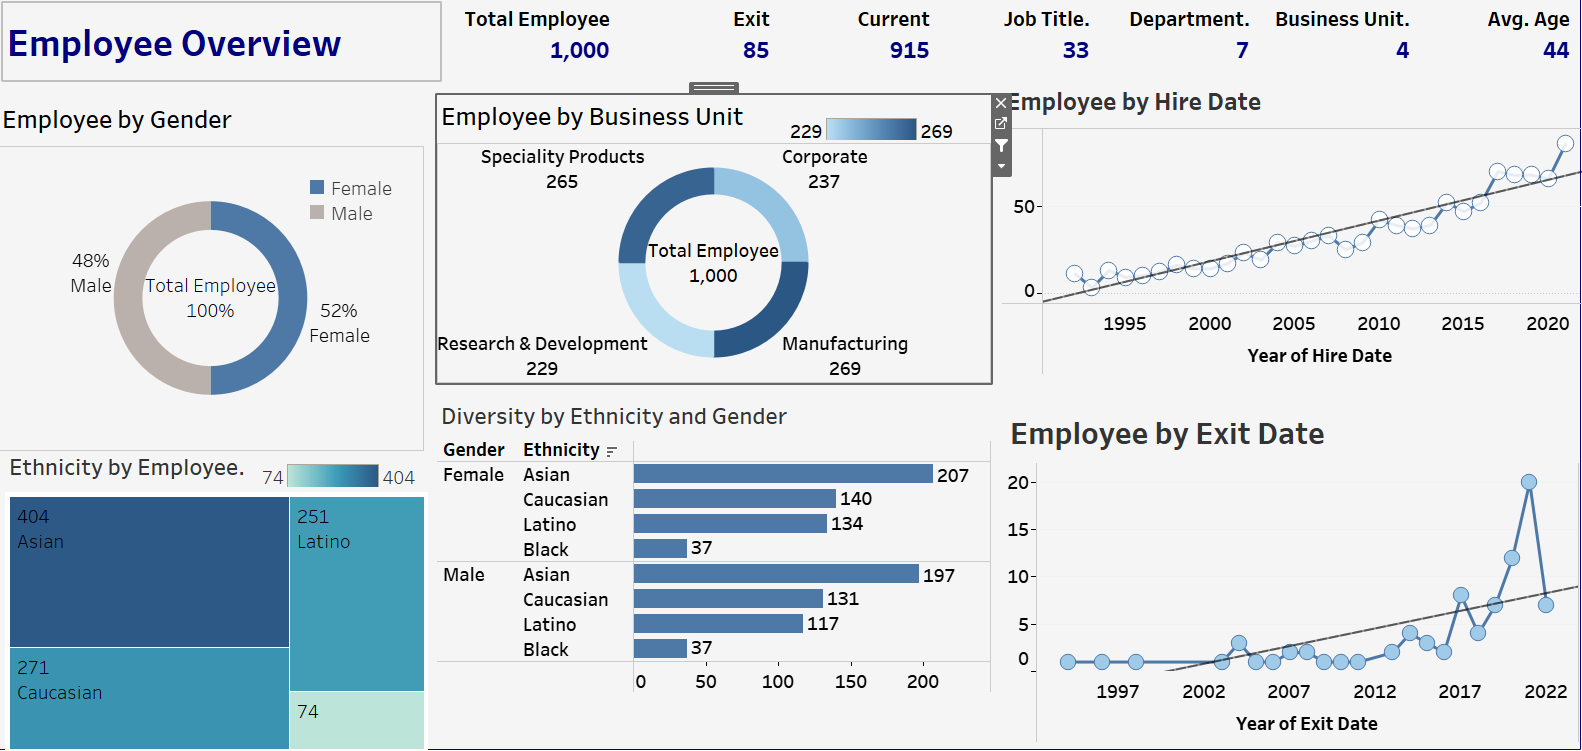 Employee Overview
Total Employee
1,000
Exit
85
Current
915
Job Title.
33
Department.
7
Business Unit.
4
Avg. Age
44
Employee by Gender
Female
Male
48%
Male
Total Employee
100%
52%
Female
Employee by Business Unit
229
269
Speciality Products
265
Corporate
237
Total Employee
1,000
Research & Development
229
Manufacturing
269
Employee by Hire Date
50
0
1995 2000 2005 2010 2015 2020
Year of Hire Date
Ethnicity by Employee.
74
404
404
Asian
251
Latino
271
Caucasian
74
Diversity by Ethnicity and Gender
Gender Ethnicity
Female Asian 207
Caucasian 140
Latino 134
Black 37
Male Asian 197
Caucasian 131
Latino 117
Black 37
0 50 100 150 200
Employee by Exit Date
20
15
10
5
0
1997 2002 2007 2012 2017 2022
Year of Exit Date